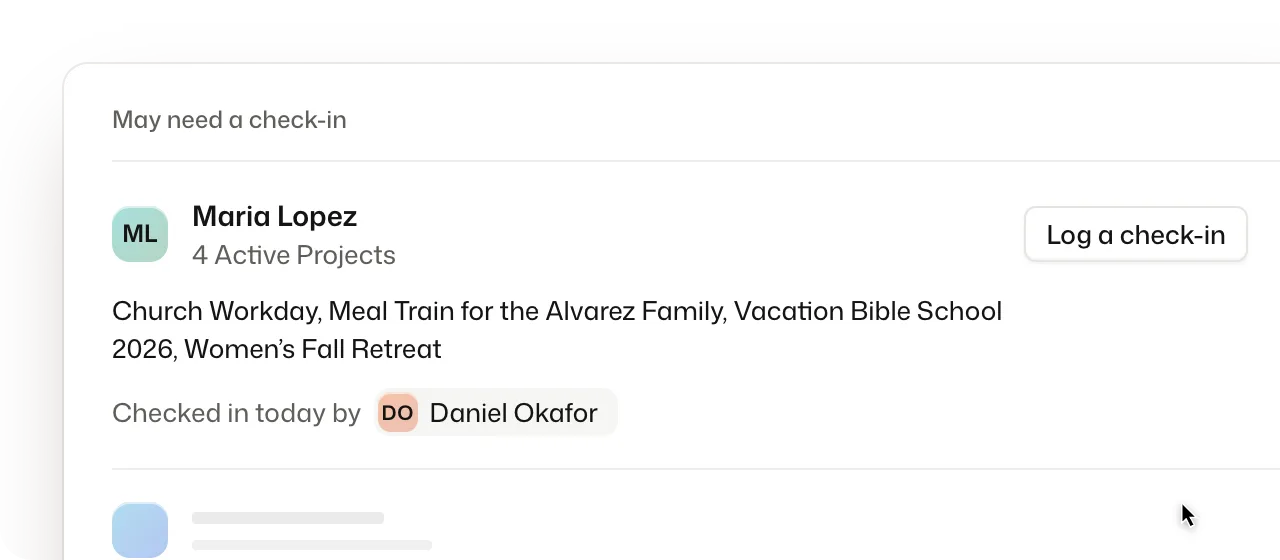 May need a check-in
ML
Maria Lopez
4 Active Projects
Log a check-in
Church Workday, Meal Train for the Alvarez Family, Vacation Bible School
2026, Women’s Fall Retreat
Checked in today by DO Daniel Okafor